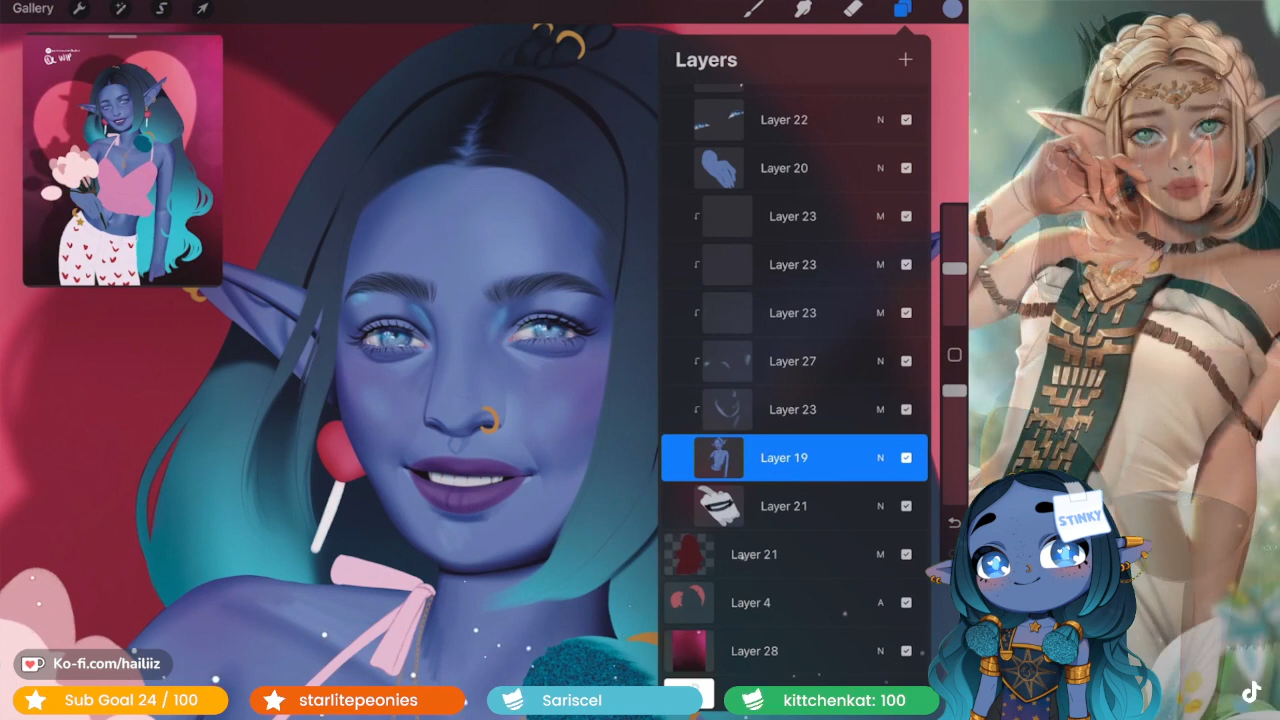 Gallery
Layers
Layer 22 N
Layer 20 N
Layer 23 M
Layer 23 M
Layer 23 M
Layer 27 N
Layer 23 M
Layer 19 N
Layer 21 N
Layer 21 M
Layer 4 A
Layer 28 N
WIP
STINKY
Ko-fi.com/hailiiz
Sub Goal 24 / 100
starlitepeonies
Sariscel
kittchenkat: 100